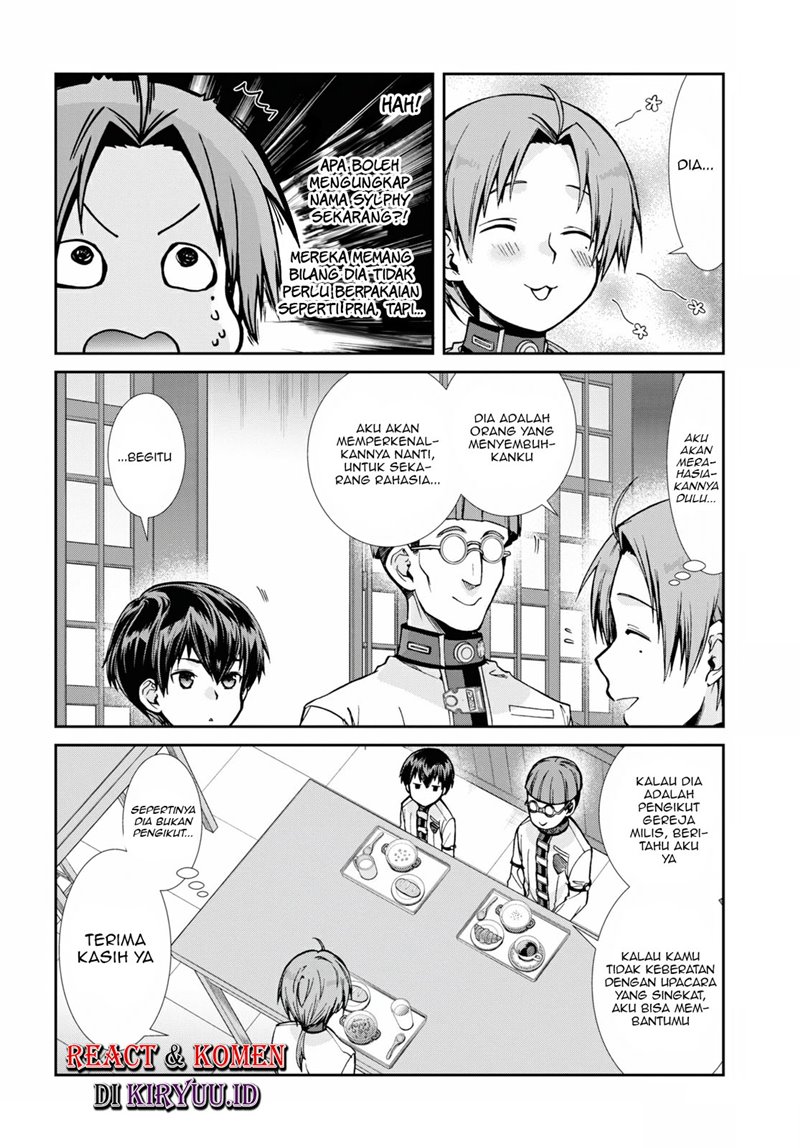 DIA...
HAH!
APA BOLEH
MENGUNGKAP
NAMA SYLPHY
SEKARANG?!
MEREKA MEMANG
BILANG DIA TIDAK
PERLU BERPAKAIAN
SEPERTI PRIA, TAPI...
AKU
AKAN
MERA-
HASIA-
KANNYA
DULU...
DIA ADALAH
ORANG YANG
MENYEMBUH-
KANKU
AKU AKAN
MEMPERKENAL-
KANNYA NANTI,
UNTUK SEKA-
RANG RAHASIA...
...BEGITU
KALAU DIA
ADALAH
PENGIKUT
GEREJA
MILIS, BERI-
TAHU AKU
YA
KALAU KAMU
TIDAK KEBERATAN
DENGAN UPACARA
YANG SINGKAT,
AKU BISA MEM-
BANTUMU
SEPERTINYA
DIA BUKAN
PENGIKUT...
TERIMA
KASIH YA
REACT & KOMEN
DI KIRYUU.ID